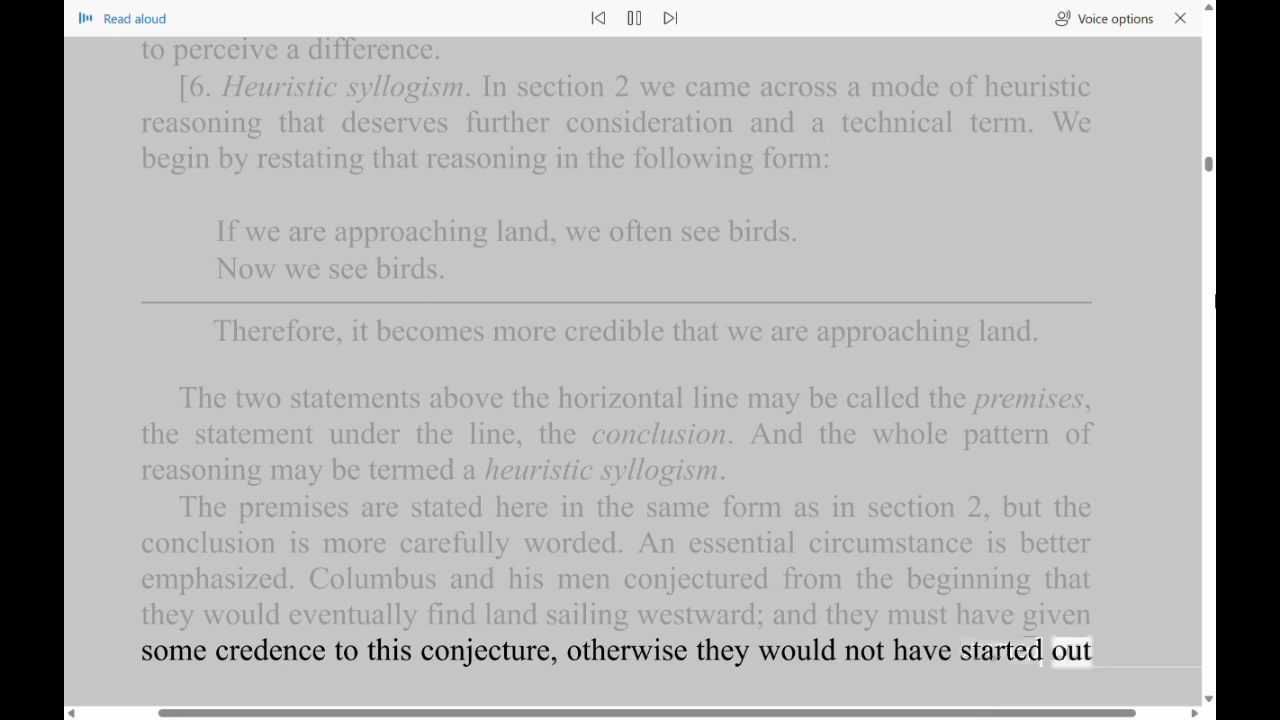 Read aloud
Voice options
to perceive a difference.
[6. Heuristic syllogism. In section 2 we came across a mode of heuristic
reasoning that deserves further consideration and a technical term. We
begin by restating that reasoning in the following form:
If we are approaching land, we often see birds.
Now we see birds.
Therefore, it becomes more credible that we are approaching land.
The two statements above the horizontal line may be called the premises,
the statement under the line, the conclusion. And the whole pattern of
reasoning may be termed a heuristic syllogism.
The premises are stated here in the same form as in section 2, but the
conclusion is more carefully worded. An essential circumstance is better
emphasized. Columbus and his men conjectured from the beginning that
they would eventually find land sailing westward; and they must have given
some credence to this conjecture, otherwise they would not have started out